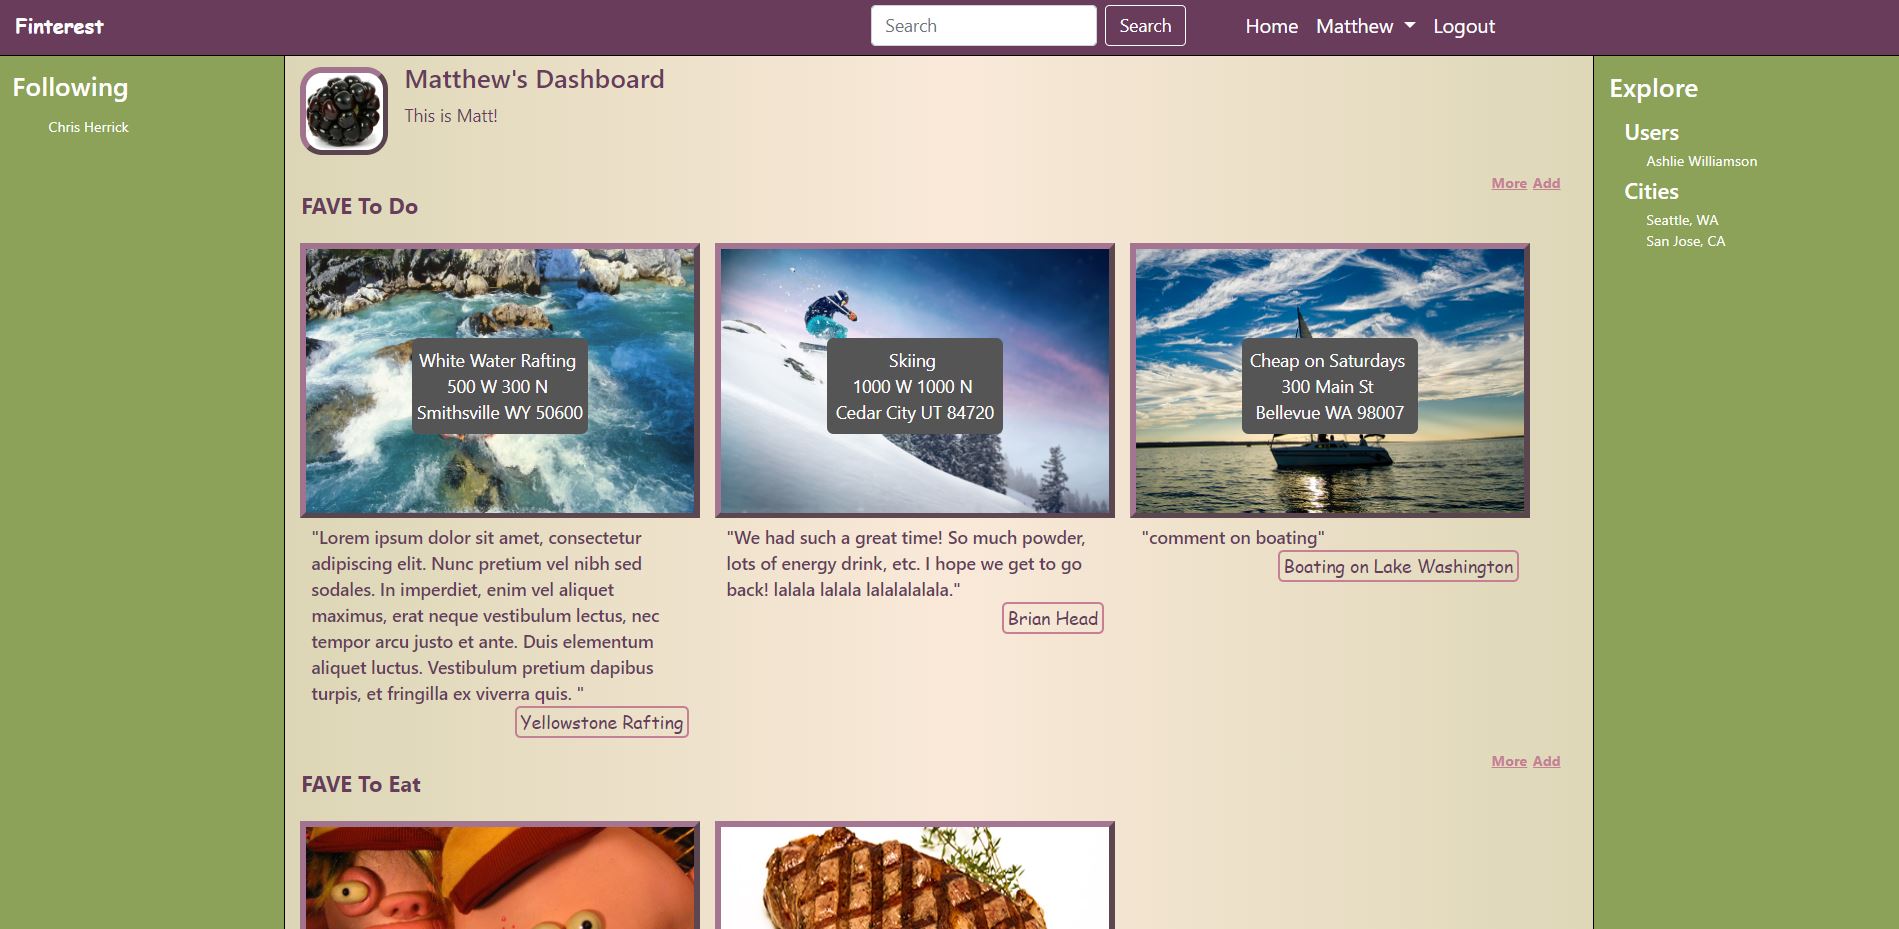 Finterest
Search
Search
Home
Matthew
Logout
Following
Chris Herrick
Matthew's Dashboard
This is Matt!
More Add
FAVE To Do
White Water Rafting
500 W 300 N
Smithsville WY 50600
"Lorem ipsum dolor sit amet, consectetur
adipiscing elit. Nunc pretium vel nibh sed
sodales. In imperdiet, enim vel aliquet
maximus, erat neque vestibulum lectus, nec
tempor arcu justo et ante. Duis elementum
aliquet luctus. Vestibulum pretium dapibus
turpis, et fringilla ex viverra quis. "
Yellowstone Rafting
Skiing
1000 W 1000 N
Cedar City UT 84720
"We had such a great time! So much powder,
lots of energy drink, etc. I hope we get to go
back! lalala lalala lalalalalala."
Brian Head
Cheap on Saturdays
300 Main St
Bellevue WA 98007
"comment on boating"
Boating on Lake Washington
More Add
FAVE To Eat
Explore
Users
Ashlie Williamson
Cities
Seattle, WA
San Jose, CA